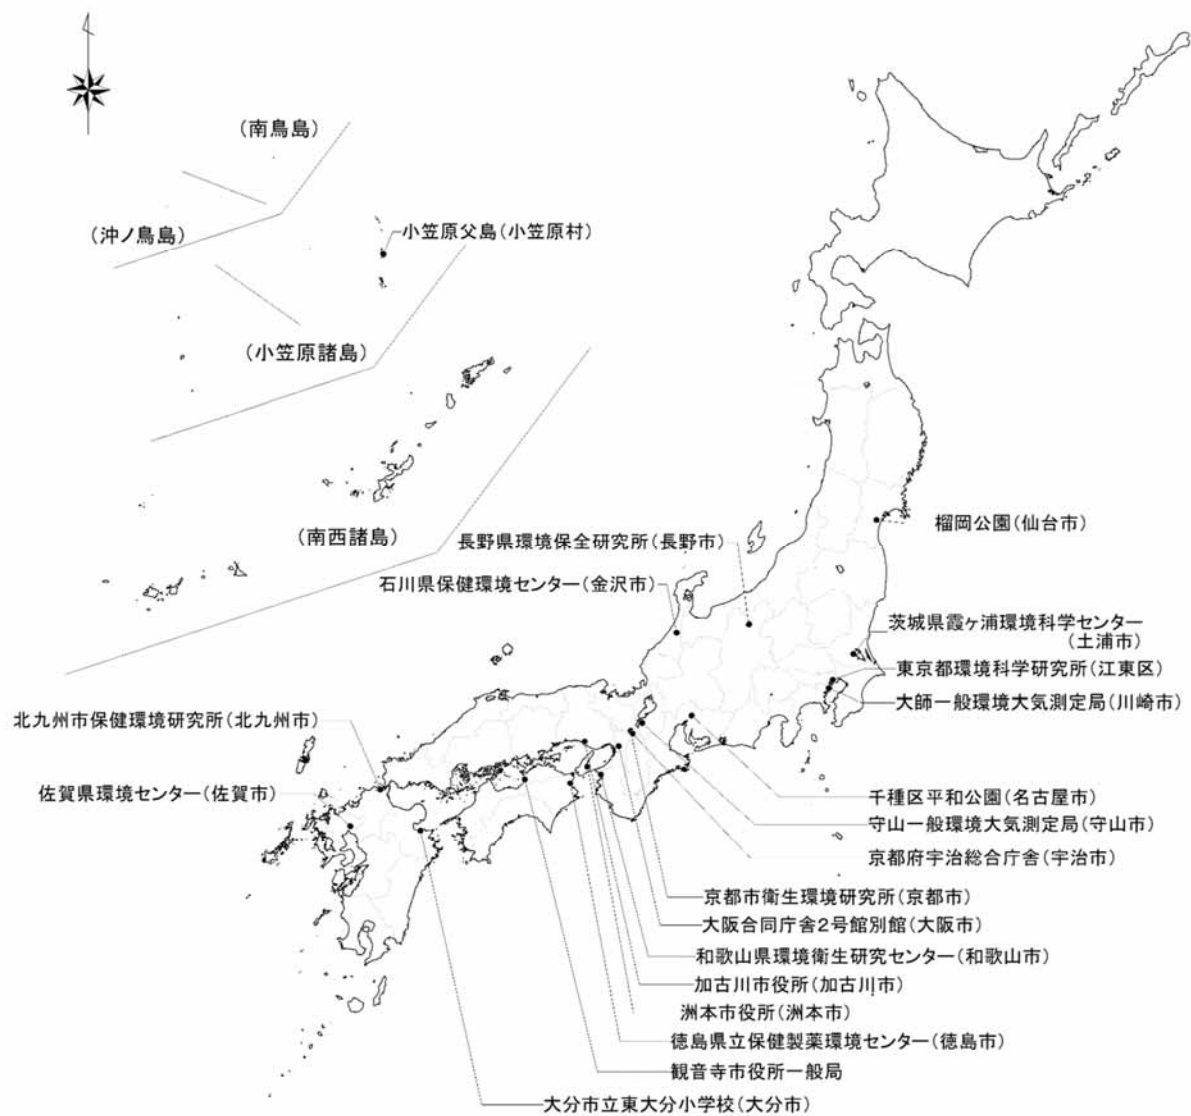 (南鳥島)
(沖ノ鳥島)
小笠原父島(小笠原村)
(小笠原諸島)
(南西諸島)
榴岡公園(仙台市)
長野県環境保全研究所(長野市)
石川県保健環境センター(金沢市)
茨城県霞ヶ浦環境科学センター
(土浦市)
東京都環境科学研究所(江東区)
大師一般環境大気測定局(川崎市)
北九州市保健環境研究所(北九州市)
佐賀県環境センター(佐賀市)
千種区平和公園(名古屋市)
守山一般環境大気測定局(守山市)
京都府宇治総合庁舎(宇治市)
京都市衛生環境研究所(京都市)
大阪合同庁舎2号館別館(大阪市)
和歌山県環境衛生研究センター(和歌山市)
加古川市役所(加古川市)
洲本市役所(洲本市)
徳島県立保健製薬環境センター(徳島市)
観音寺市役所一般局
大分市立東大分小学校(大分市)